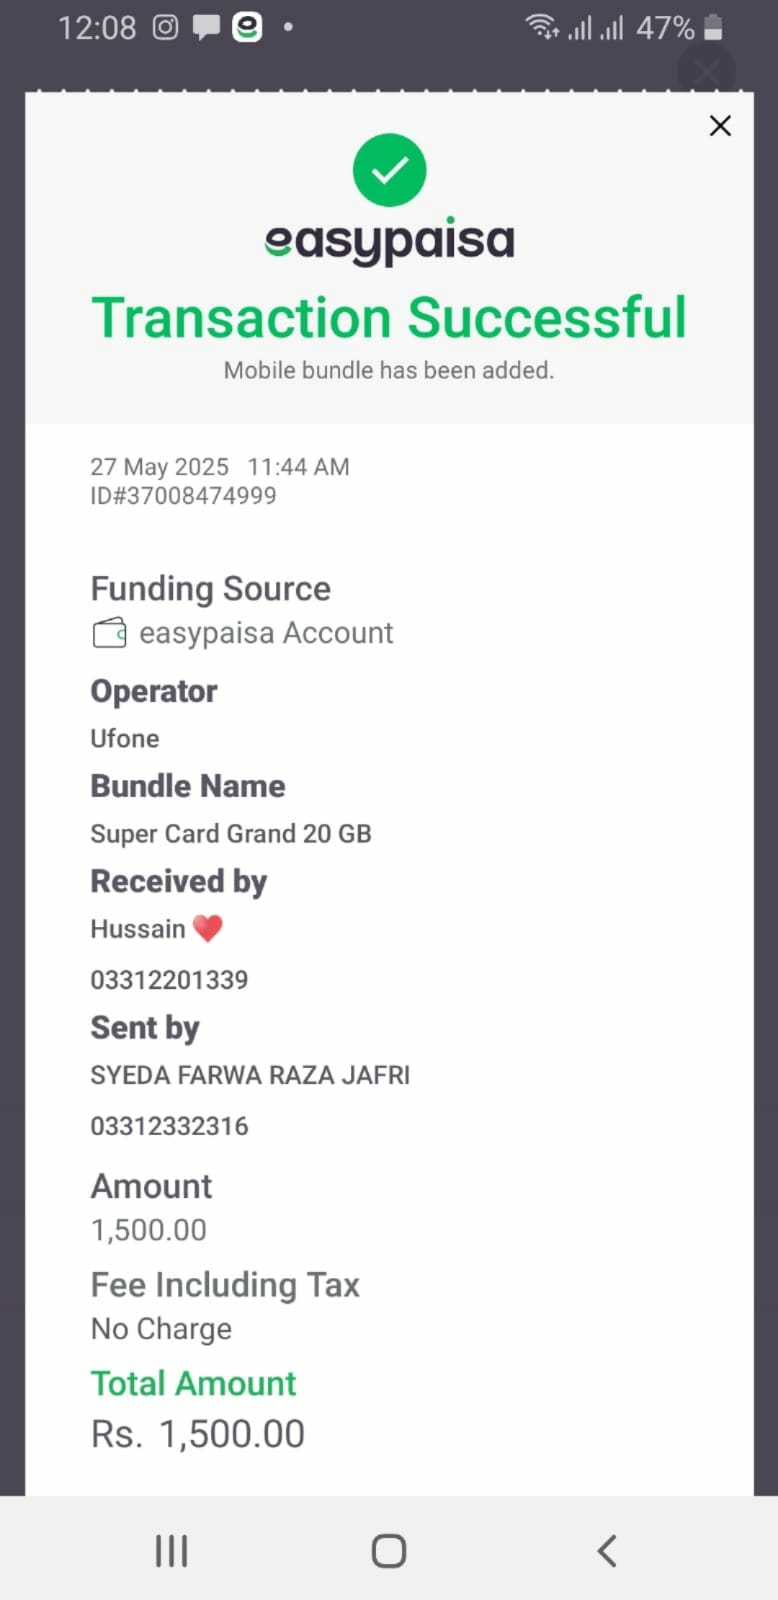 12:08
47%
easypaisa
Transaction Successful
Mobile bundle has been added.
27 May 2025 11:44 AM
ID#37008474999
Funding Source
easypaisa Account
Operator
Ufone
Bundle Name
Super Card Grand 20 GB
Received by
Hussain ❤️
03312201339
Sent by
SYEDA FARWA RAZA JAFRI
03312332316
Amount
1,500.00
Fee Including Tax
No Charge
Total Amount
Rs. 1,500.00